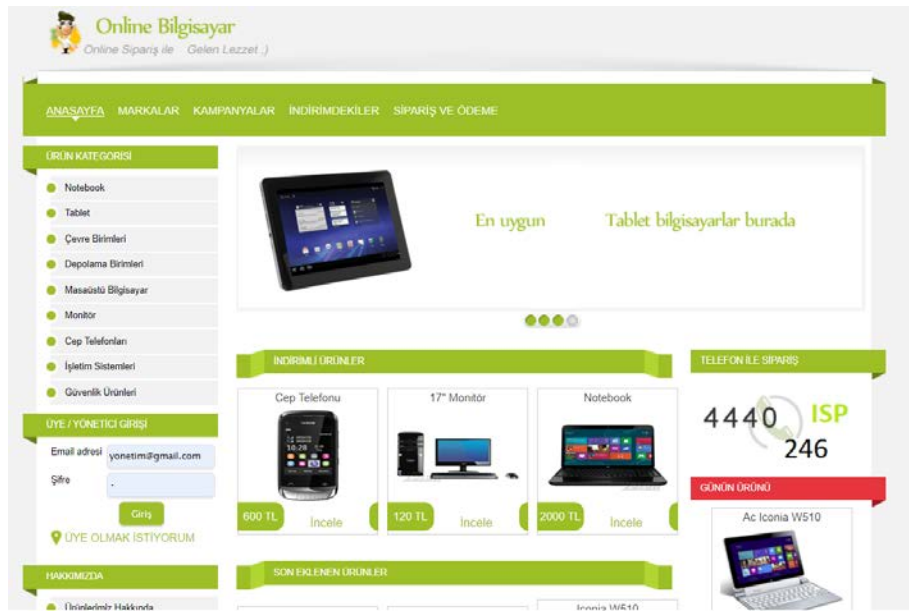 Online Bilgisayar
Online Sipariş ile Gelen Lezzet ;)
ANASAYFA MARKALAR KAMPANYALAR İNDİRİMDEKİLER SİPARİŞ VE ÖDEME
ÜRÜN KATEGORİSİ
Notebook
Tablet
Çevre Birimleri
Depolama Birimleri
Masaüstü Bilgisayar
Monitör
Cep Telefonları
İşletim Sistemleri
Güvenlik Ürünleri
ÜYE / YÖNETİCİ GİRİŞİ
Email adresi yonetim@gmail.com
Şifre
Giriş
ÜYE OLMAK İSTİYORUM
HAKKIMIZDA
Ürünlerimiz Hakkında
En uygun Tablet bilgisayarlar burada
İNDİRİMLİ ÜRÜNLER
Cep Telefonu 17" Monitör Notebook
600 TL İncele 120 TL İncele 2000 TL İncele
SON EKLENEN ÜRÜNLER
Iconia W510
TELEFON İLE SİPARİŞ
4440 ISP
246
GÜNÜN ÜRÜNÜ
Ac Iconia W510